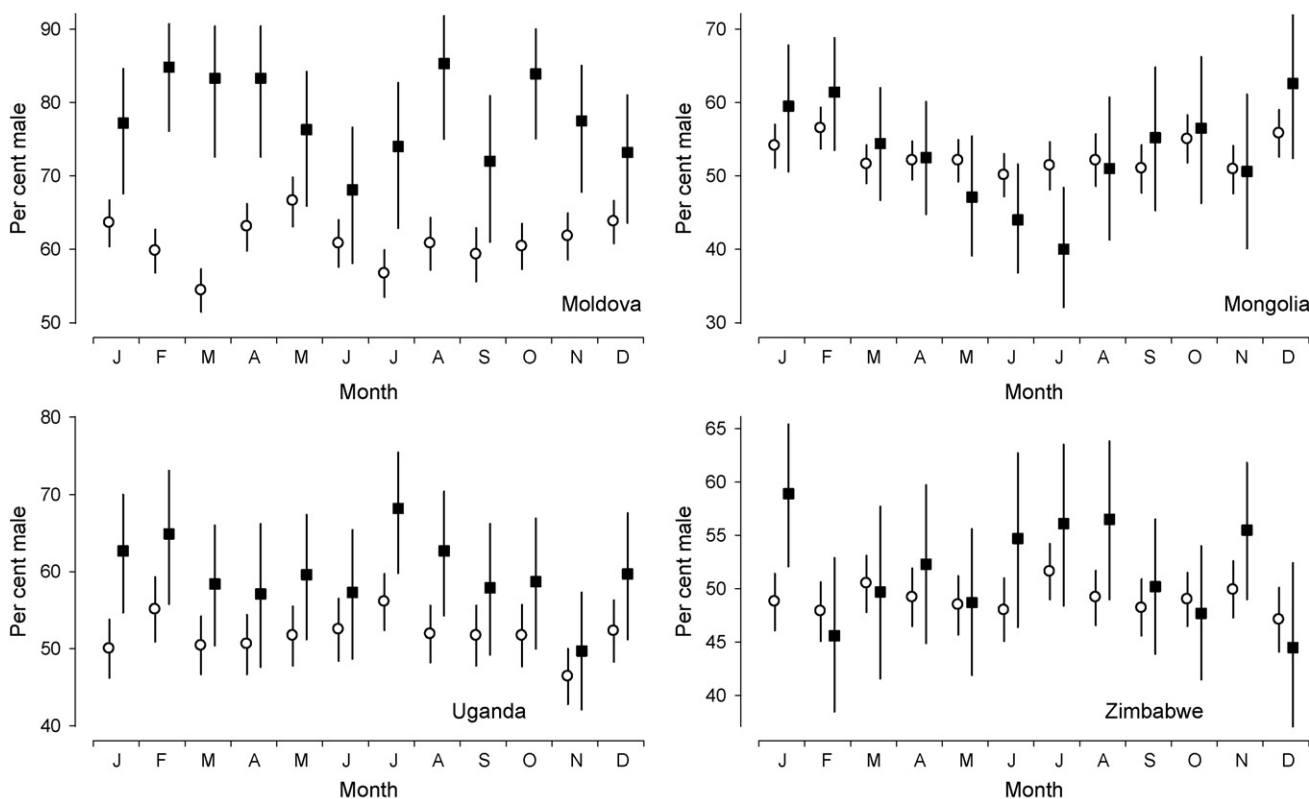 90
80
70
60
50
Per cent male
Moldova
J F M A M J J A S O N D
Month
70
60
50
40
30
Per cent male
Mongolia
J F M A M J J A S O N D
Month
80
70
60
50
40
Per cent male
Uganda
J F M A M J J A S O N D
Month
65
60
55
50
45
40
Per cent male
Zimbabwe
J F M A M J J A S O N D
Month